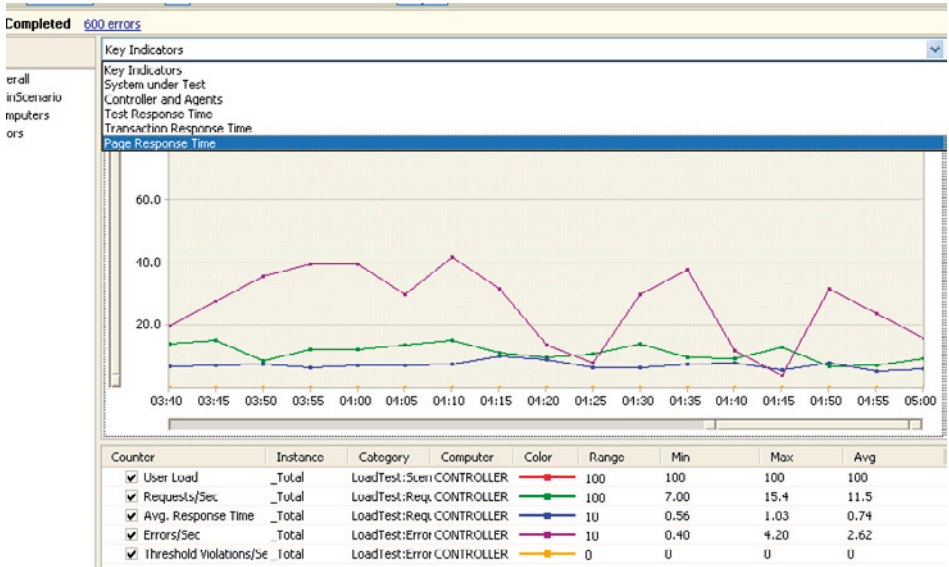 Completed 600 errors
Key Indicators
Key Indicators
System under Test
Controller and Agents
Test Response Time
Transaction Response Time
Page Response Time
erall
inScenario
mputers
ors
60.0
40.0
20.0
03:40 03:45 03:50 03:55 04:00 04:05 04:10 04:15 04:20 04:25 04:30 04:35 04:40 04:45 04:50 04:55 05:00
Counter Instance Category Computer Color Range Min Max Avg
User Load _Total LoadTest:Scen CONTROLLER 100 100 100 100
Requests/Sec _Total LoadTest:Requ CONTROLLER 100 7.00 15.4 11.5
Avg. Response Time _Total LoadTest:Requ CONTROLLER 10 0.56 1.03 0.74
Errors/Sec _Total LoadTest:Error CONTROLLER 10 0.40 4.20 2.62
Threshold Violations/Se _Total LoadTest:Error CONTROLLER 0 0 0 0